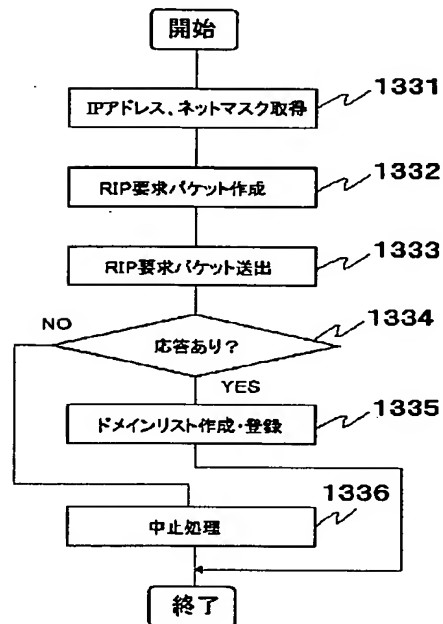 開始
IPアドレス、ネットマスク取得
1331
RIP要求パケット作成
1332
RIP要求パケット送出
1333
応答あり?
1334
NO
YES
ドメインリスト作成・登録
1335
中止処理
1336
終了